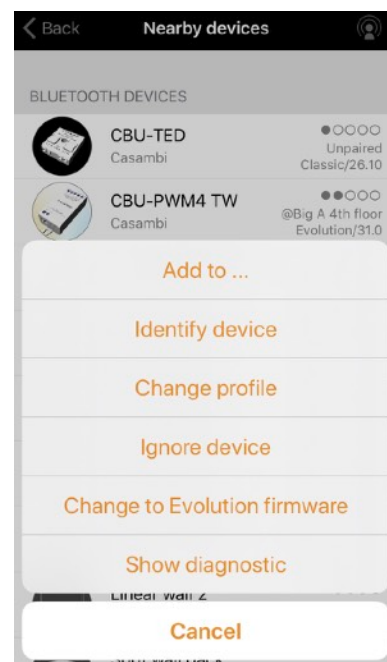 Back
Nearby devices
BLUETOOTH DEVICES
CBU-TED
Casambi
Unpaired
Classic/26.10
CBU-PWM4 TW
Casambi
@Big A 4th floor
Evolution/31.0
Add to ...
Identify device
Change profile
Ignore device
Change to Evolution firmware
Show diagnostic
Linear wall 2
Cancel